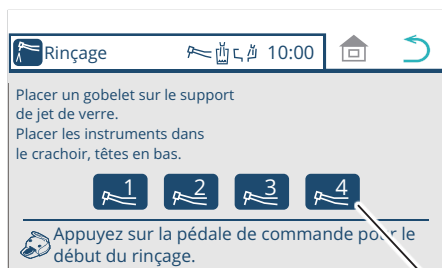 Rinçage 10:00
Placer un gobelet sur le support
de jet de verre.
Placer les instruments dans
le crachoir, têtes en bas.
1 2 3 4
Appuyez sur la pédale de commande pour le
début du rinçage.